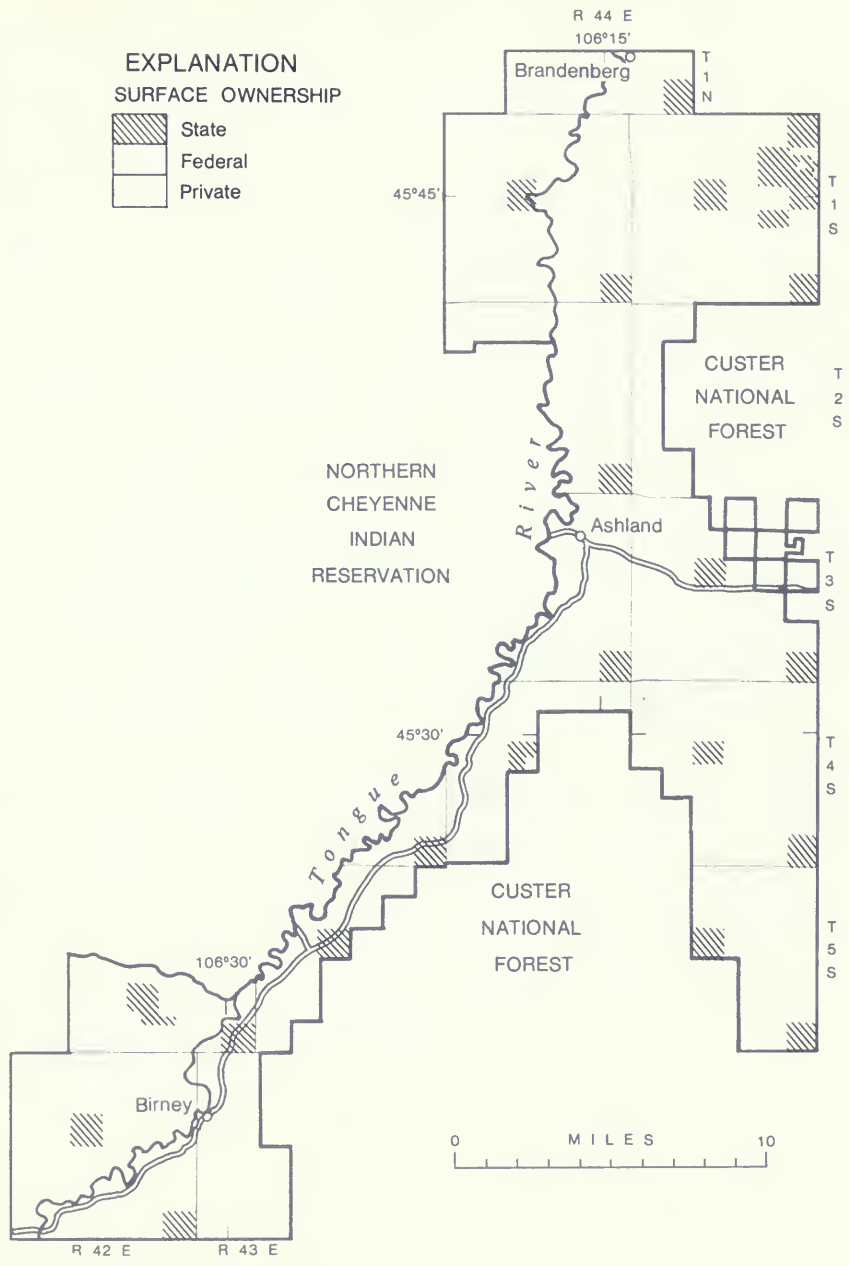 R 44 E
106°15'
EXPLANATION
SURFACE OWNERSHIP
State
Federal
Private
Brandenberg
T
1
N
45°45'
T
1
S
CUSTER
NATIONAL
FOREST
T
2
S
NORTHERN
CHEYENNE
INDIAN
RESERVATION
River
Ashland
T
3
S
45°30'
T
4
S
Tongue
CUSTER
NATIONAL
FOREST
T
5
S
106°30'
Birney
0 MILES 10
R 42 E R 43 E